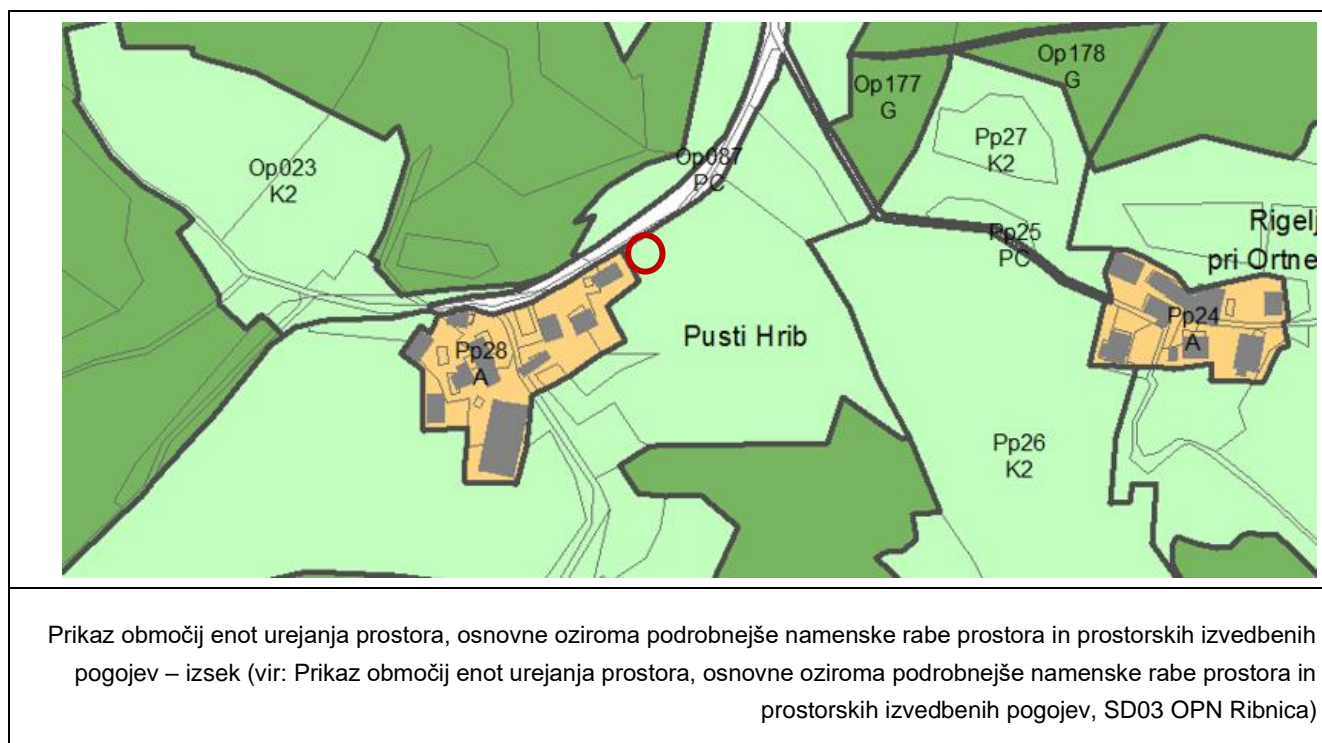 Op178
G
Op177
G
Pp27
K2
Op087
PC
Op023
K2
Rigelj
pri Ortne
Pp25
PC
Pp24
A
Pusti Hrib
Pp28
A
Pp26
K2
Prikaz območij enot urejanja prostora, osnovne oziroma podrobnejše namenske rabe prostora in prostorskih izvedbenih
pogojev – izsek (vir: Prikaz območij enot urejanja prostora, osnovne oziroma podrobnejše namenske rabe prostora in
prostorskih izvedbenih pogojev, SD03 OPN Ribnica)